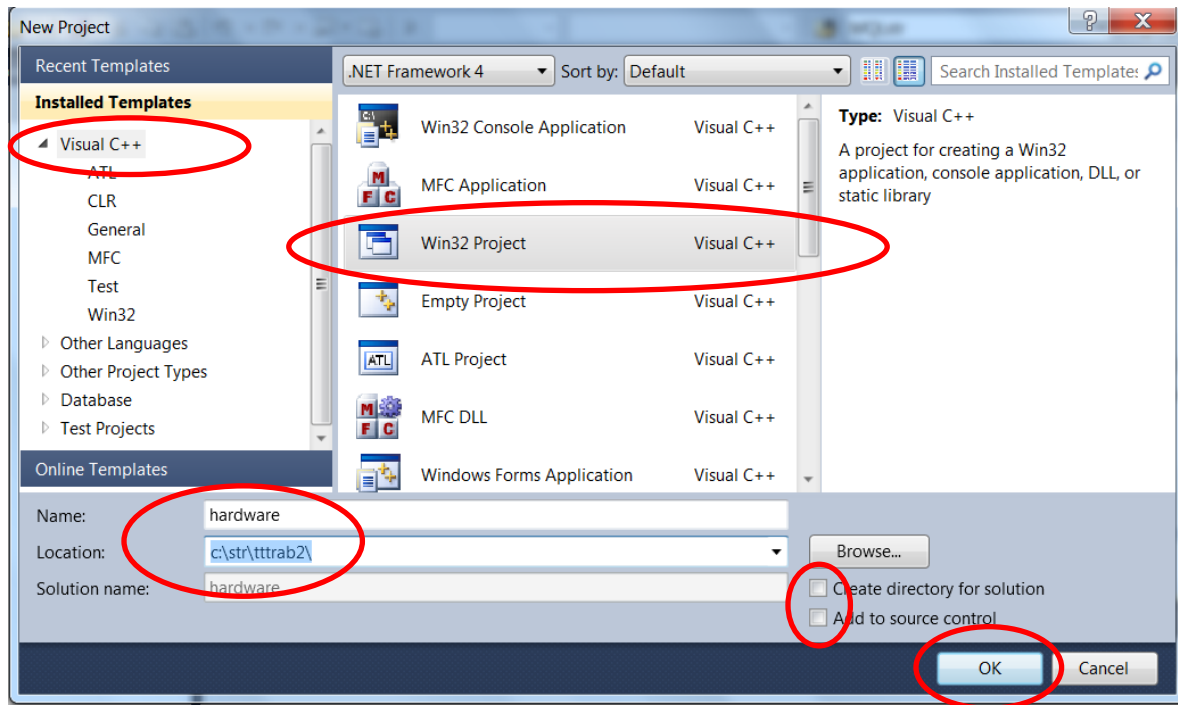 New Project
Recent Templates
Installed Templates
Visual C++
ATL
CLR
General
MFC
Test
Win32
Other Languages
Other Project Types
Database
Test Projects
Online Templates
.NET Framework 4
Sort by: Default
Search Installed Templates
Win32 Console Application Visual C++
MFC Application Visual C++
Win32 Project Visual C++
Empty Project Visual C++
ATL Project Visual C++
MFC DLL Visual C++
Windows Forms Application Visual C++
Type: Visual C++
A project for creating a Win32
application, console application, DLL, or
static library
Name: hardware
Location: c:\str\tttrab2\
Browse...
Solution name: hardware
Create directory for solution
Add to source control
OK Cancel